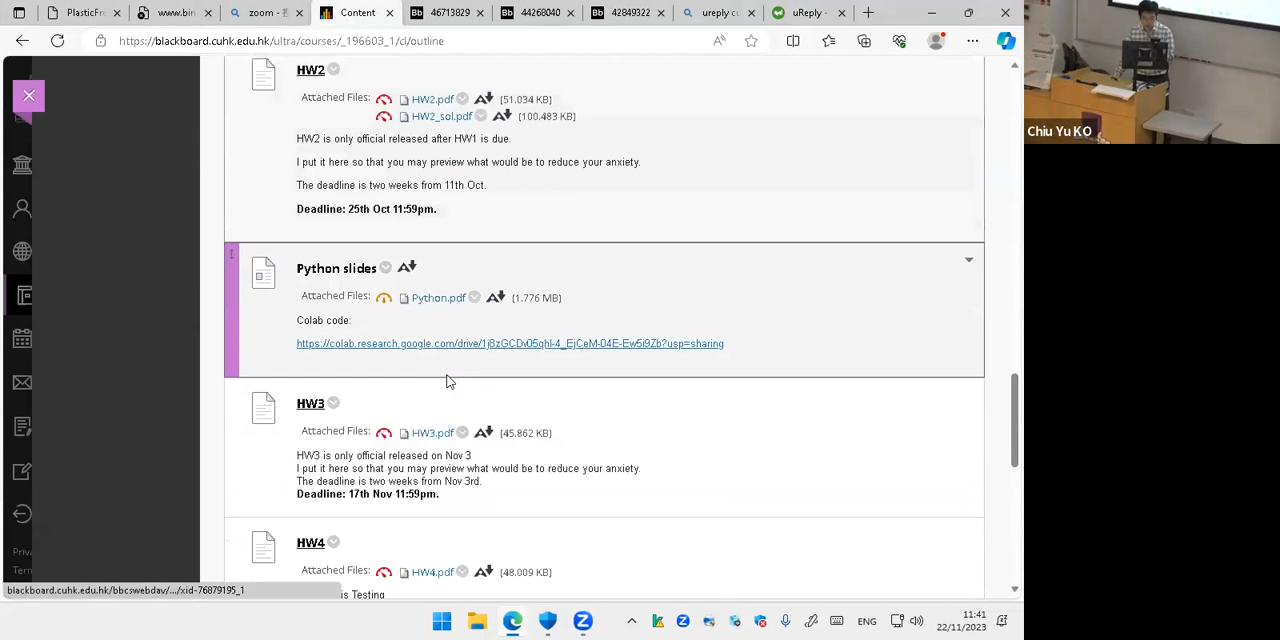 PlasticFre
www.bin
zoom - 搜
Content
46713829
44268040
42849322
ureply cu
uReply -
https://blackboard.cuhk.edu.hk/ultra/courses/_196603_1/cl/outline
HW2
Attached Files: HW2.pdf [51.034 KB]
HW2_sol.pdf [100.483 KB]
HW2 is only official released after HW1 is due.
I put it here so that you may preview what would be to reduce your anxiety.
The deadline is two weeks from 11th Oct.
Deadline: 25th Oct 11:59pm.
Python slides
Attached Files: Python.pdf [1.776 MB]
Colab code:
https://colab.research.google.com/drive/1j8zGCDv05qhl-4_EjCeM-04E-Ew5i9Zb?usp=sharing
HW3
Attached Files: HW3.pdf [45.862 KB]
HW3 is only official released on Nov 3
I put it here so that you may preview what would be to reduce your anxiety.
The deadline is two weeks from Nov 3rd.
Deadline: 17th Nov 11:59pm.
HW4
Attached Files: HW4.pdf [48.009 KB]
is Testing
Priva
Term
blackboard.cuhk.edu.hk/bbcswebdav/.../xid-76879195_1
ENG
11:41
22/11/2023
Chiu Yu KO